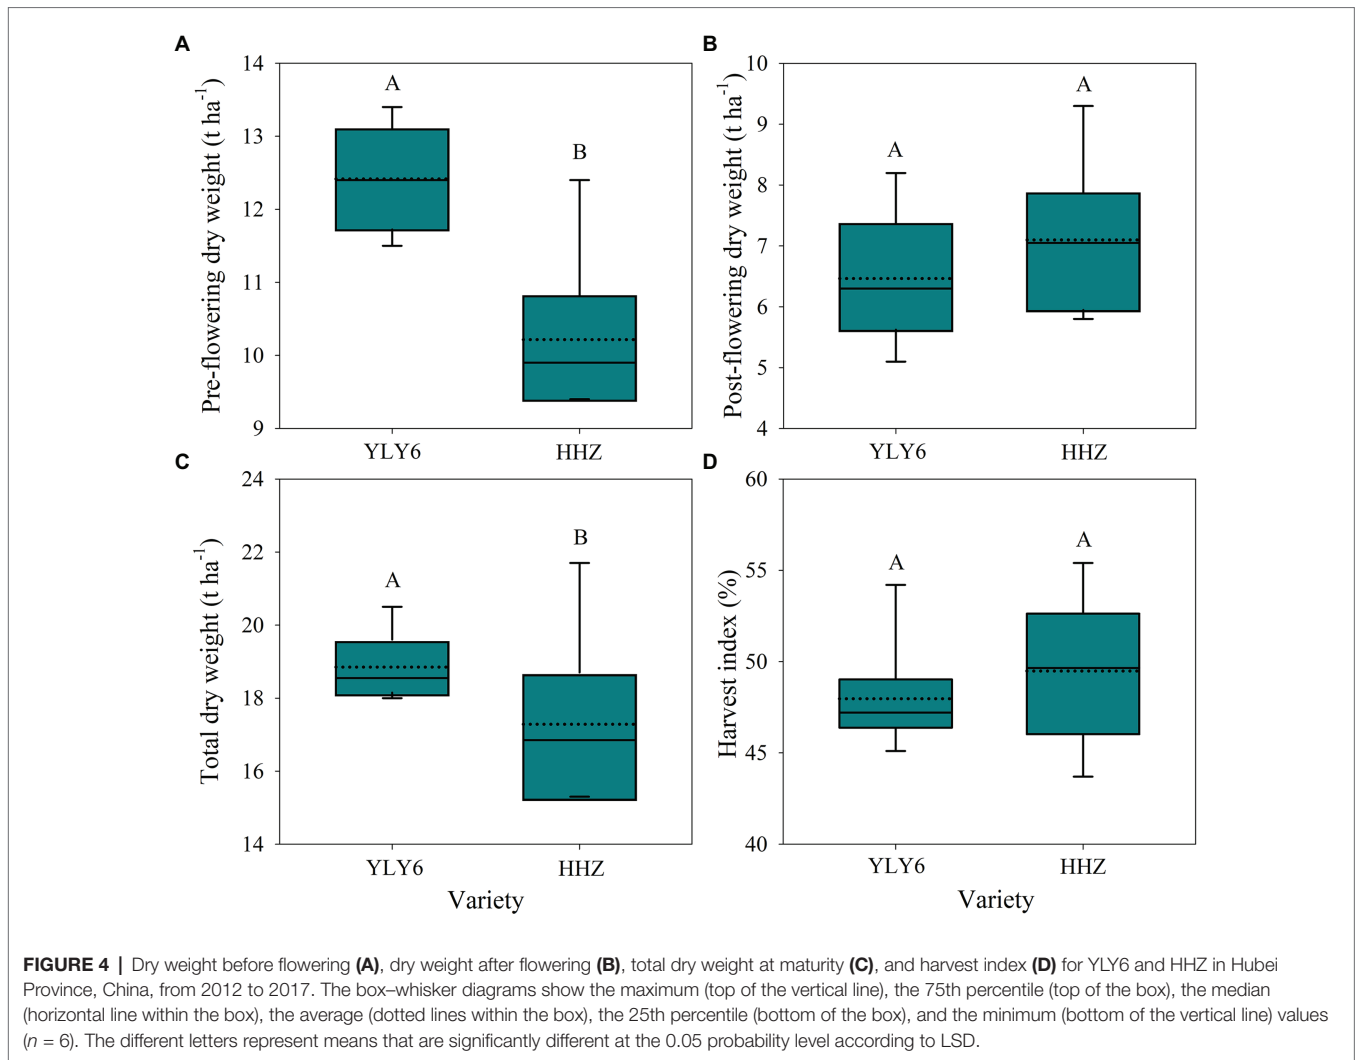 A
Pre-flowering dry weight (t ha⁻¹)
14
13
12
11
10
9
A
B
YLY6
HHZ
B
Post-flowering dry weight (t ha⁻¹)
10
9
8
7
6
5
4
A
A
YLY6
HHZ
C
Total dry weight (t ha⁻¹)
24
22
20
18
16
14
A
B
YLY6
HHZ
Variety
D
Harvest index (%)
60
55
50
45
40
A
A
YLY6
HHZ
Variety
FIGURE 4 | Dry weight before flowering (A), dry weight after flowering (B), total dry weight at maturity (C), and harvest index (D) for YLY6 and HHZ in Hubei
Province, China, from 2012 to 2017. The box–whisker diagrams show the maximum (top of the vertical line), the 75th percentile (top of the box), the median
(horizontal line within the box), the average (dotted lines within the box), the 25th percentile (bottom of the box), and the minimum (bottom of the vertical line) values
(n = 6). The different letters represent means that are significantly different at the 0.05 probability level according to LSD.